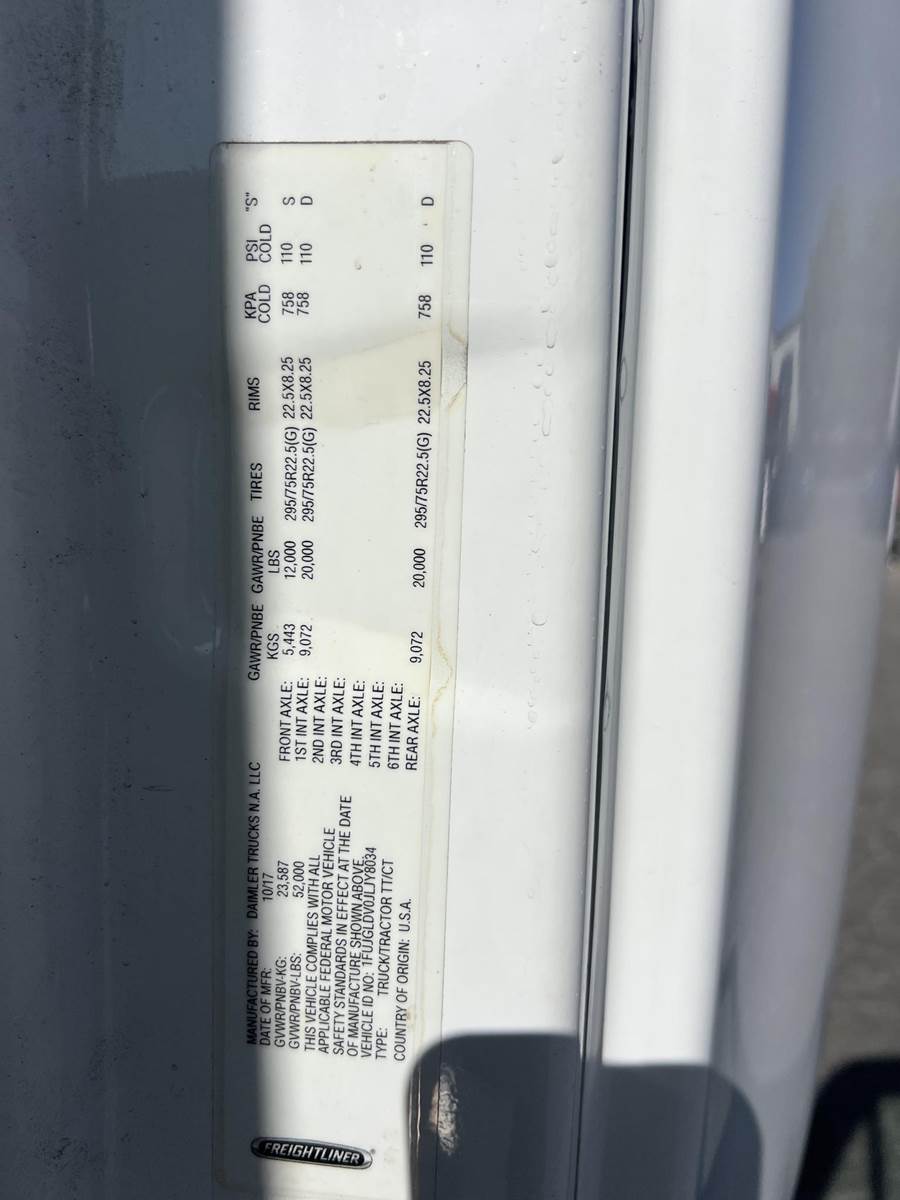 FREIGHTLINER®
MANUFACTURED BY: DAIMLER TRUCKS N.A. LLC
DATE OF MFR: 10/17
GVWR/PNBV-KG: 23,587
GVWR/PNBV-LBS: 52,000
THIS VEHICLE COMPLIES WITH ALL
APPLICABLE FEDERAL MOTOR VEHICLE
SAFETY STANDARDS IN EFFECT AT THE DATE
OF MANUFACTURE SHOWN ABOVE.
VEHICLE ID NO: 1FUJGLDV0JLJY8034
TYPE: TRUCK/TRACTOR TT/CT
COUNTRY OF ORIGIN: U.S.A.
GAWR/PNBE GAWR/PNBE TIRES RIMS KPA PSI "S"
KGS LBS COLD COLD
FRONT AXLE: 5,443 12,000 295/75R22.5(G) 22.5X8.25 758 110 S
1ST INT AXLE: 9,072 20,000 295/75R22.5(G) 22.5X8.25 758 110 D
2ND INT AXLE:
3RD INT AXLE:
4TH INT AXLE:
5TH INT AXLE:
6TH INT AXLE:
REAR AXLE: 9,072 20,000 295/75R22.5(G) 22.5X8.25 758 110 D